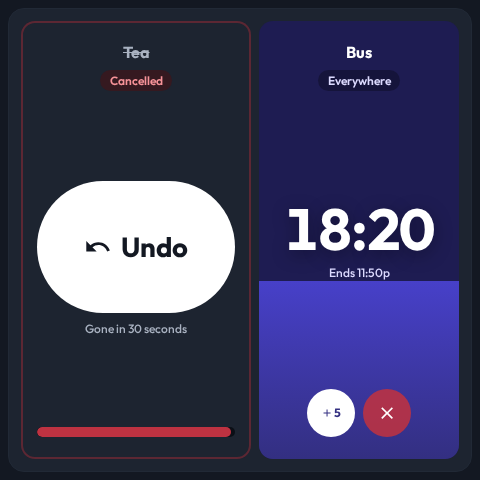 Tea
Cancelled
Undo
Gone in 30 seconds
Bus
Everywhere
18:20
Ends 11:50p
+ 5